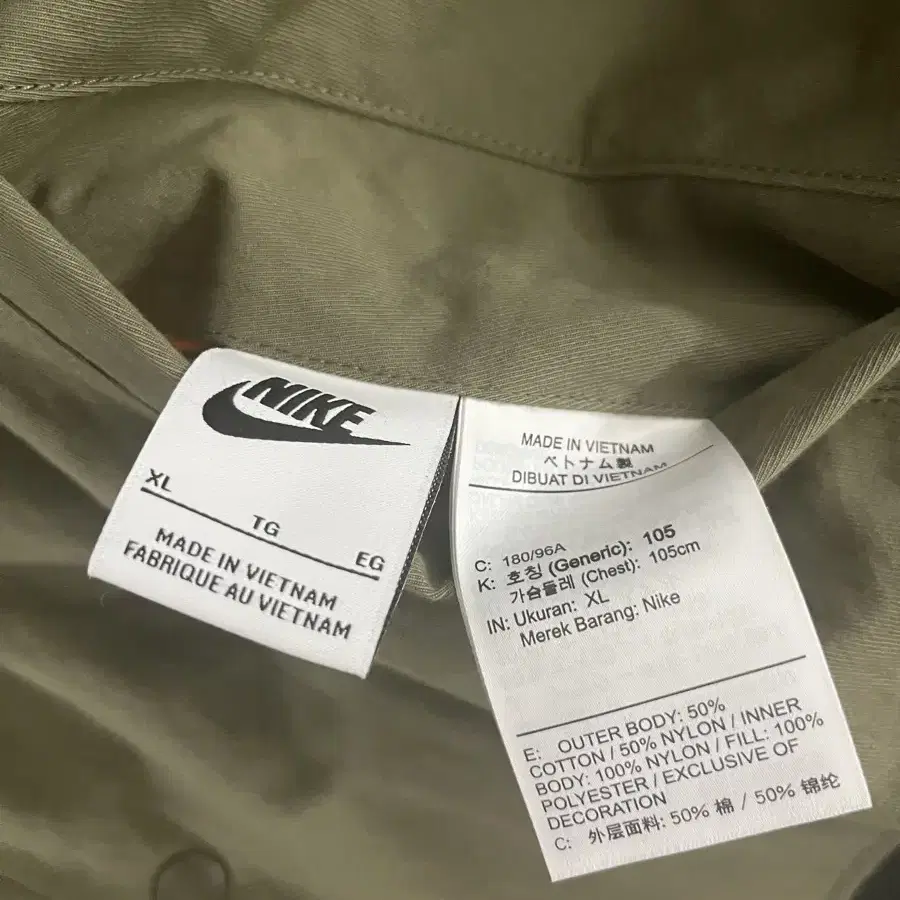 NIKE
XL
TG
EG
MADE IN VIETNAM
FABRIQUE AU VIETNAM
MADE IN VIETNAM
ベトナム製
DIBUAT DI VIETNAM
C: 180/96A
K: 호칭 (Generic): 105
가슴둘레 (Chest): 105cm
IN: Ukuran: XL
Merek Barang: Nike
E: OUTER BODY: 50%
COTTON / 50% NYLON / INNER
BODY: 100% NYLON / FILL: 100%
POLYESTER / EXCLUSIVE OF
DECORATION
C: 外层面料: 50% 棉 / 50% 锦纶